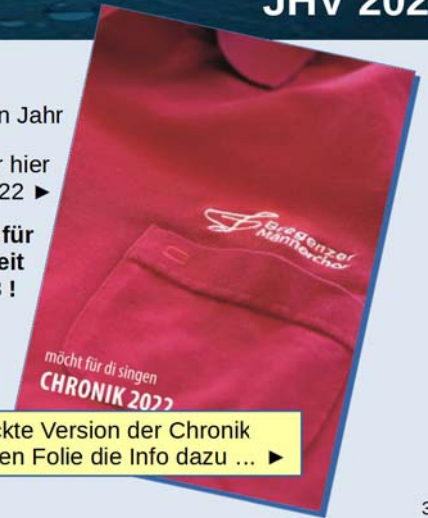 JHV 202
n Jahr
r hier
22 ►
für
eit
!
Bregenzer
Männerchor
möcht für di singen
CHRONIK 2022
ckte Version der Chronik
en Folie die Info dazu ... ►
3